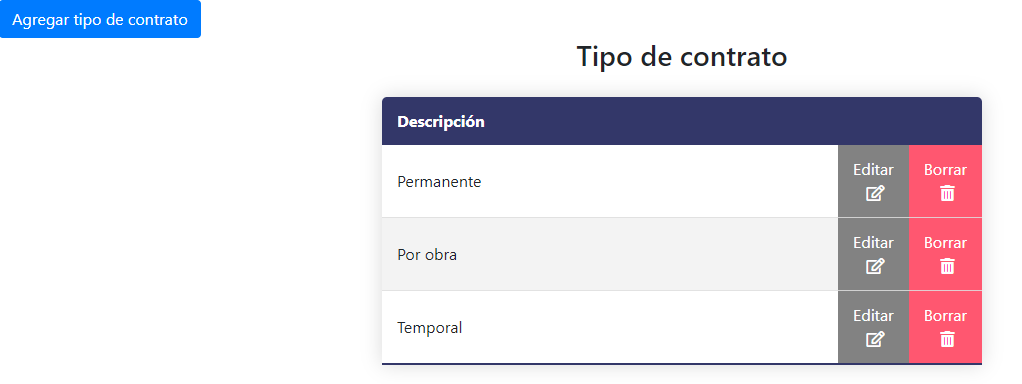 Agregar tipo de contrato
Tipo de contrato
Descripción
Permanente
Editar
Borrar
Por obra
Editar
Borrar
Temporal
Editar
Borrar